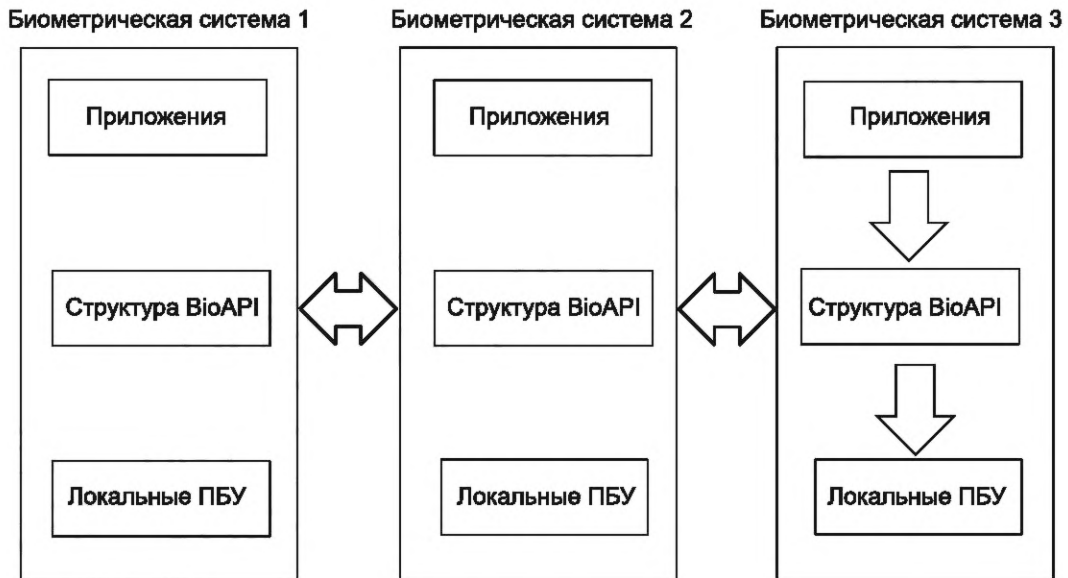 Биометрическая система 1
Биометрическая система 2
Биометрическая система 3
Приложения
Приложения
Приложения
Структура BioAPI
Структура BioAPI
Структура BioAPI
Локальные ПБУ
Локальные ПБУ
Локальные ПБУ